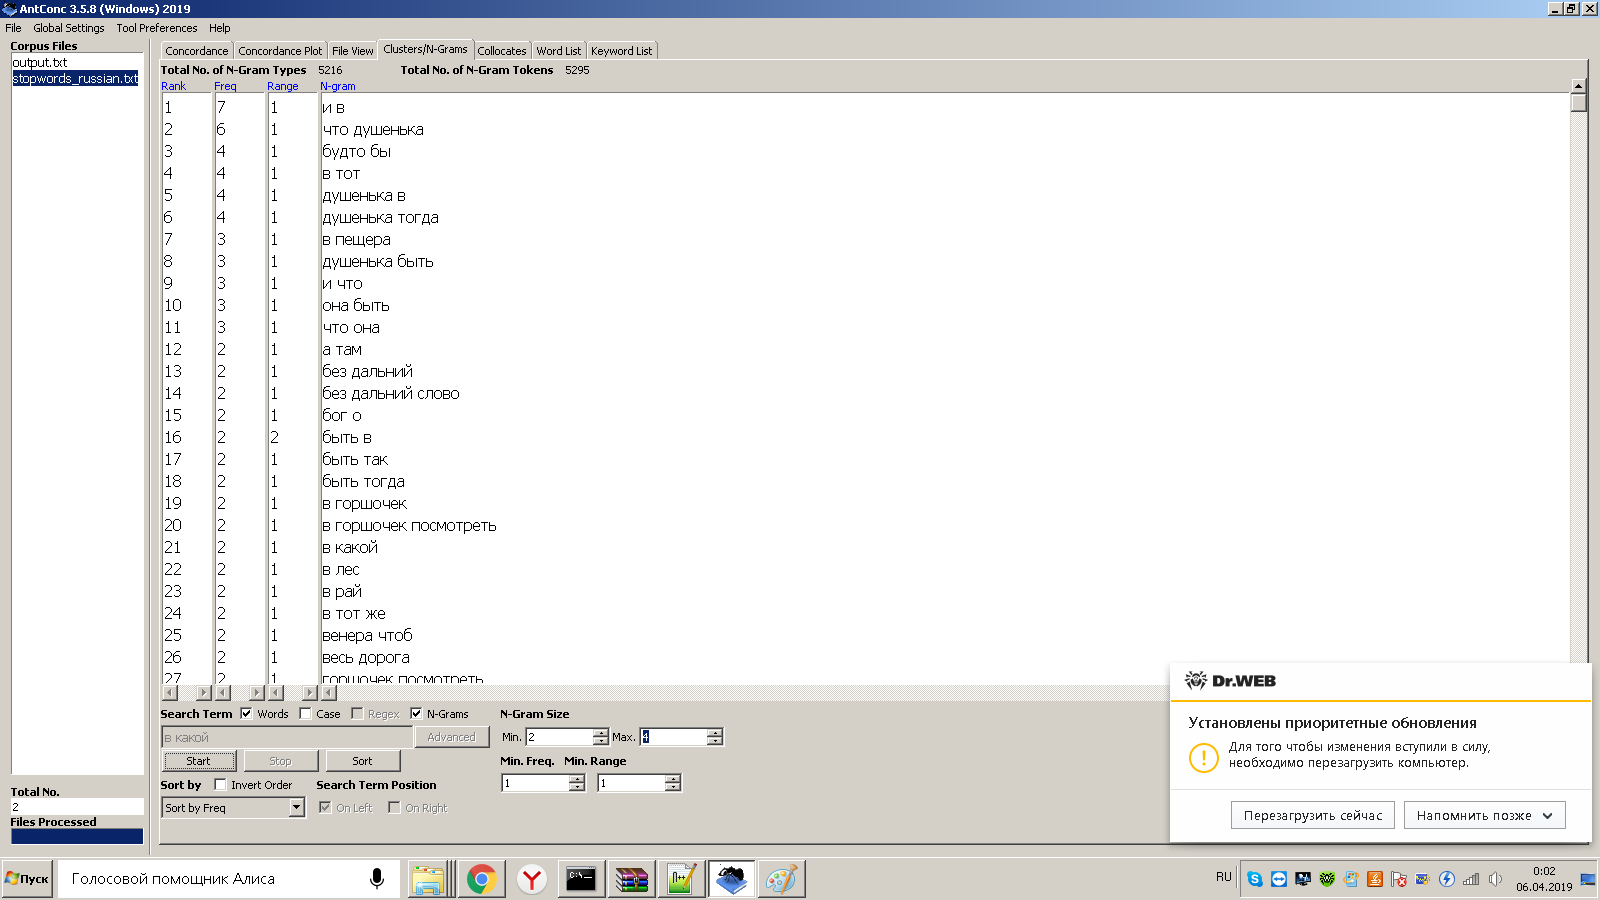 AntConc 3.5.8 (Windows) 2019
File Global Settings Tool Preferences Help
Corpus Files
output.txt
stopwords_russian.txt
Total No.
2
Files Processed
Concordance Concordance Plot File View Clusters/N-Grams Collocates Word List Keyword List
Total No. of N-Gram Types 5216 Total No. of N-Gram Tokens 5295
Rank Freq Range N-gram
1 7 1 и в
2 6 1 что душенька
3 4 1 будто бы
4 4 1 в тот
5 4 1 душенька в
6 4 1 душенька тогда
7 3 1 в пещера
8 3 1 душенька быть
9 3 1 и что
10 3 1 она быть
11 3 1 что она
12 2 1 а там
13 2 1 без дальний
14 2 1 без дальний слово
15 2 1 бог о
16 2 2 быть в
17 2 1 быть так
18 2 1 быть тогда
19 2 1 в горшочек
20 2 1 в горшочек посмотреть
21 2 1 в какой
22 2 1 в лес
23 2 1 в рай
24 2 1 в тот же
25 2 1 венера чтоб
26 2 1 весь дорога
27 2 1 горшочек посмотреть
Search Term Words Case Regex N-Grams N-Gram Size
в какой Advanced Min. 2 Max. 4
Start Stop Sort Min. Freq. Min. Range
1 1
Sort by Invert Order Search Term Position
Sort by Freq On Left On Right
Dr.WEB
Установлены приоритетные обновления
Для того чтобы изменения вступили в силу,
необходимо перезагрузить компьютер.
Перезагрузить сейчас Напомнить позже
Пуск Голосовой помощник Алиса RU 0:02
06.04.2019